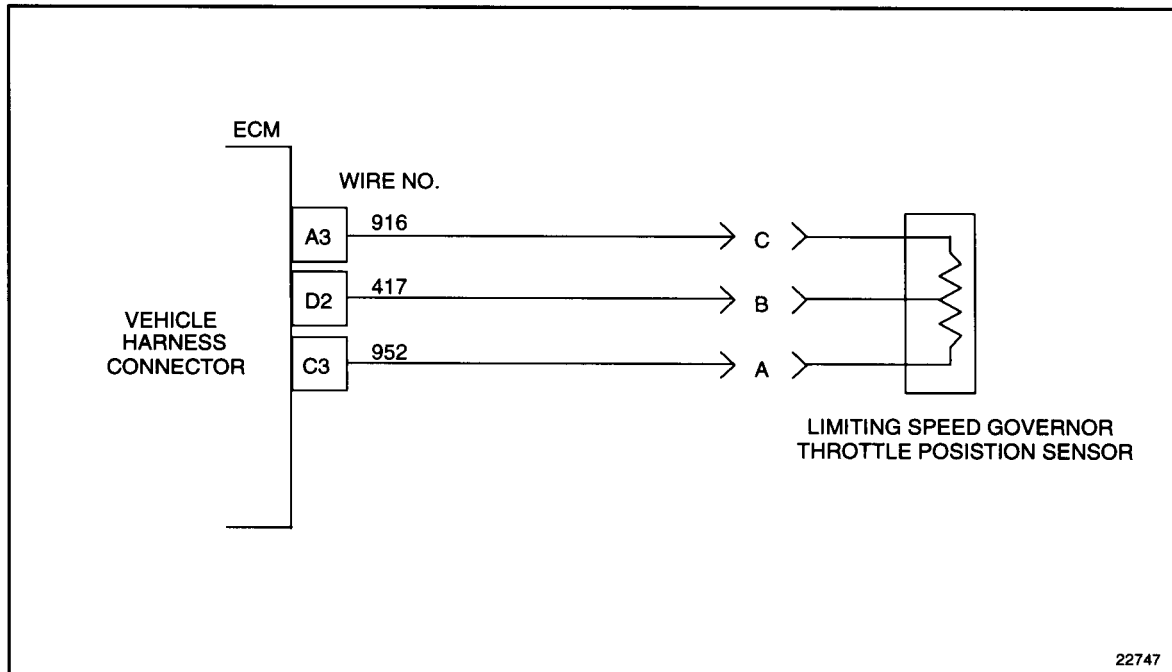 ECM
WIRE NO.
A3 916 C
D2 417 B
C3 952 A
VEHICLE
HARNESS
CONNECTOR
LIMITING SPEED GOVERNOR
THROTTLE POSISTION SENSOR
22747